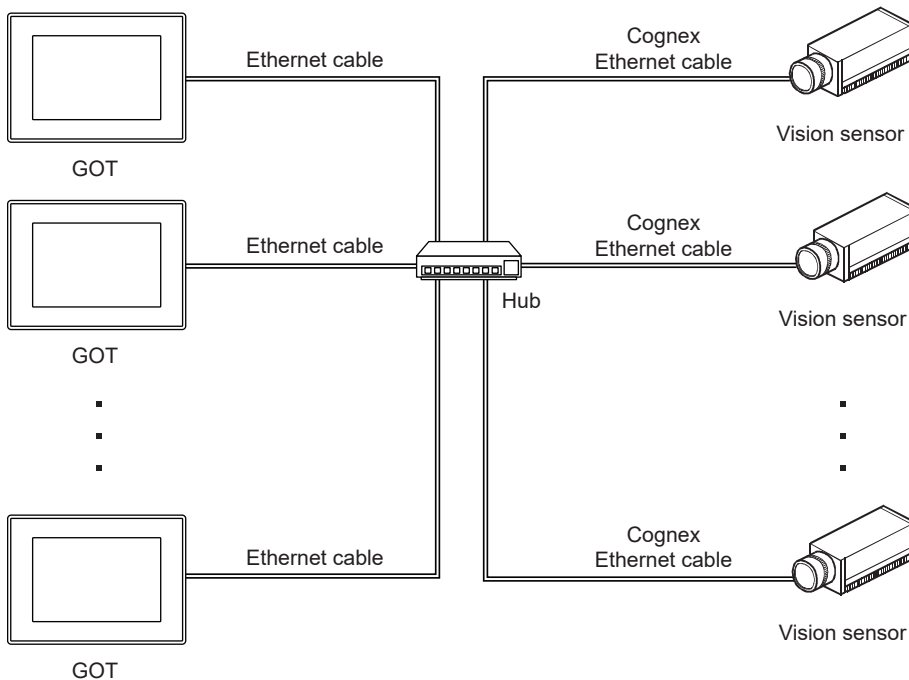 Ethernet cable
Cognex
Ethernet cable
Vision sensor
GOT
Ethernet cable
Cognex
Ethernet cable
Hub
Vision sensor
GOT
Ethernet cable
Cognex
Ethernet cable
Vision sensor
GOT